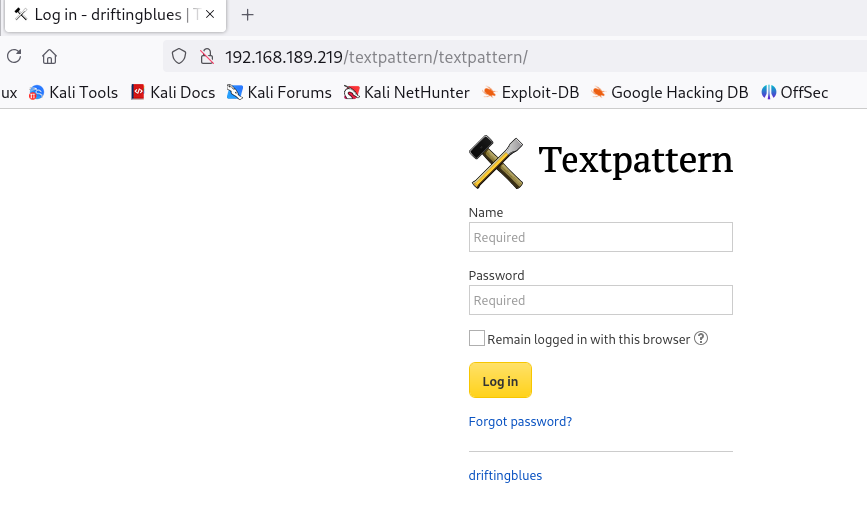 Log in - driftingblues | T
192.168.189.219/textpattern/textpattern/
ux Kali Tools Kali Docs Kali Forums Kali NetHunter Exploit-DB Google Hacking DB OffSec
Textpattern
Name
Required
Password
Required
Remain logged in with this browser
Log in
Forgot password?
driftingblues